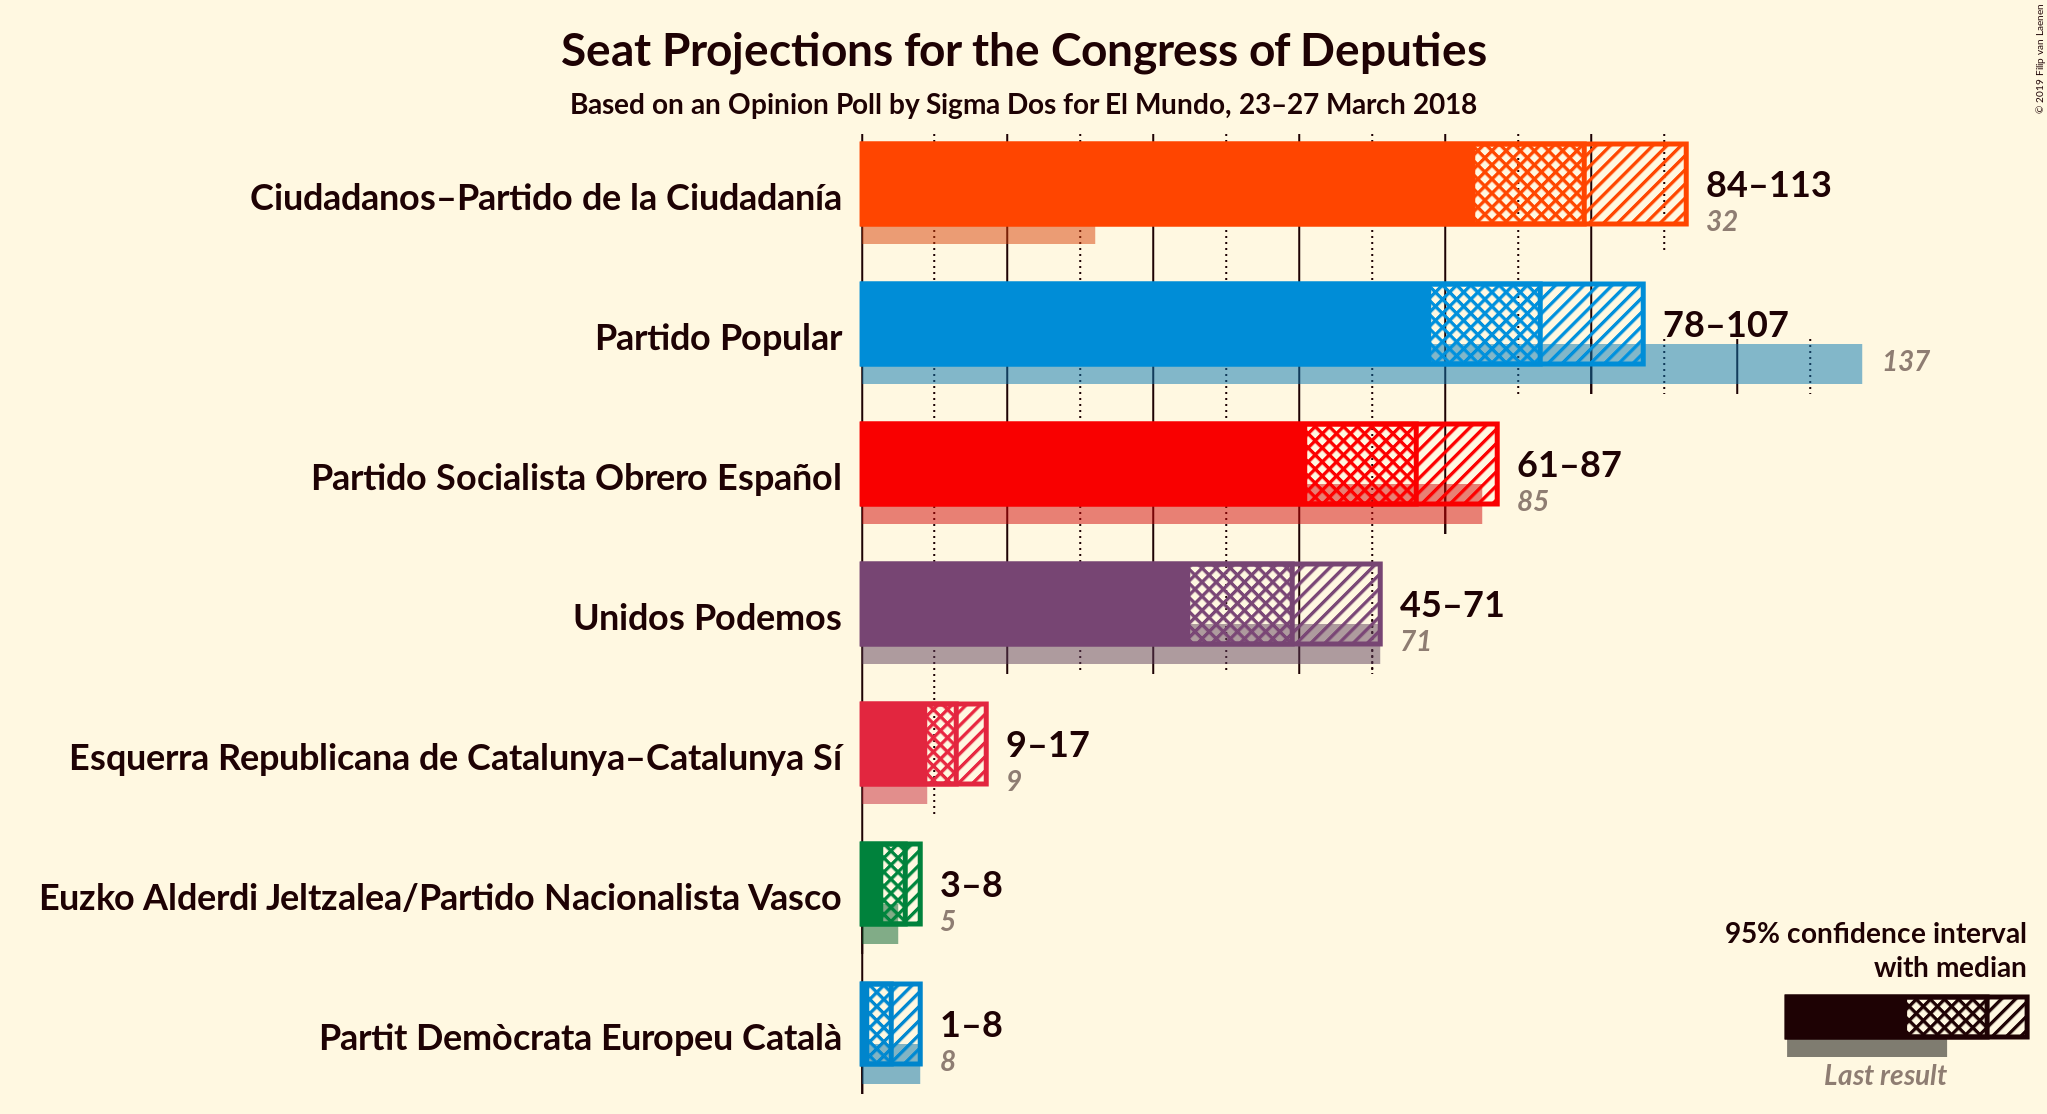 Seat Projections for the Congress of Deputies
Based on an Opinion Poll by Sigma Dos for El Mundo, 23–27 March 2018
© 2019 Filip van Laenen
Ciudadanos–Partido de la Ciudadanía
84–113
32
Partido Popular
78–107
137
Partido Socialista Obrero Español
61–87
85
Unidos Podemos
45–71
71
Esquerra Republicana de Catalunya–Catalunya Sí
9–17
9
Euzko Alderdi Jeltzalea/Partido Nacionalista Vasco
3–8
5
Partit Demòcrata Europeu Català
1–8
8
95% confidence interval
with median
Last result